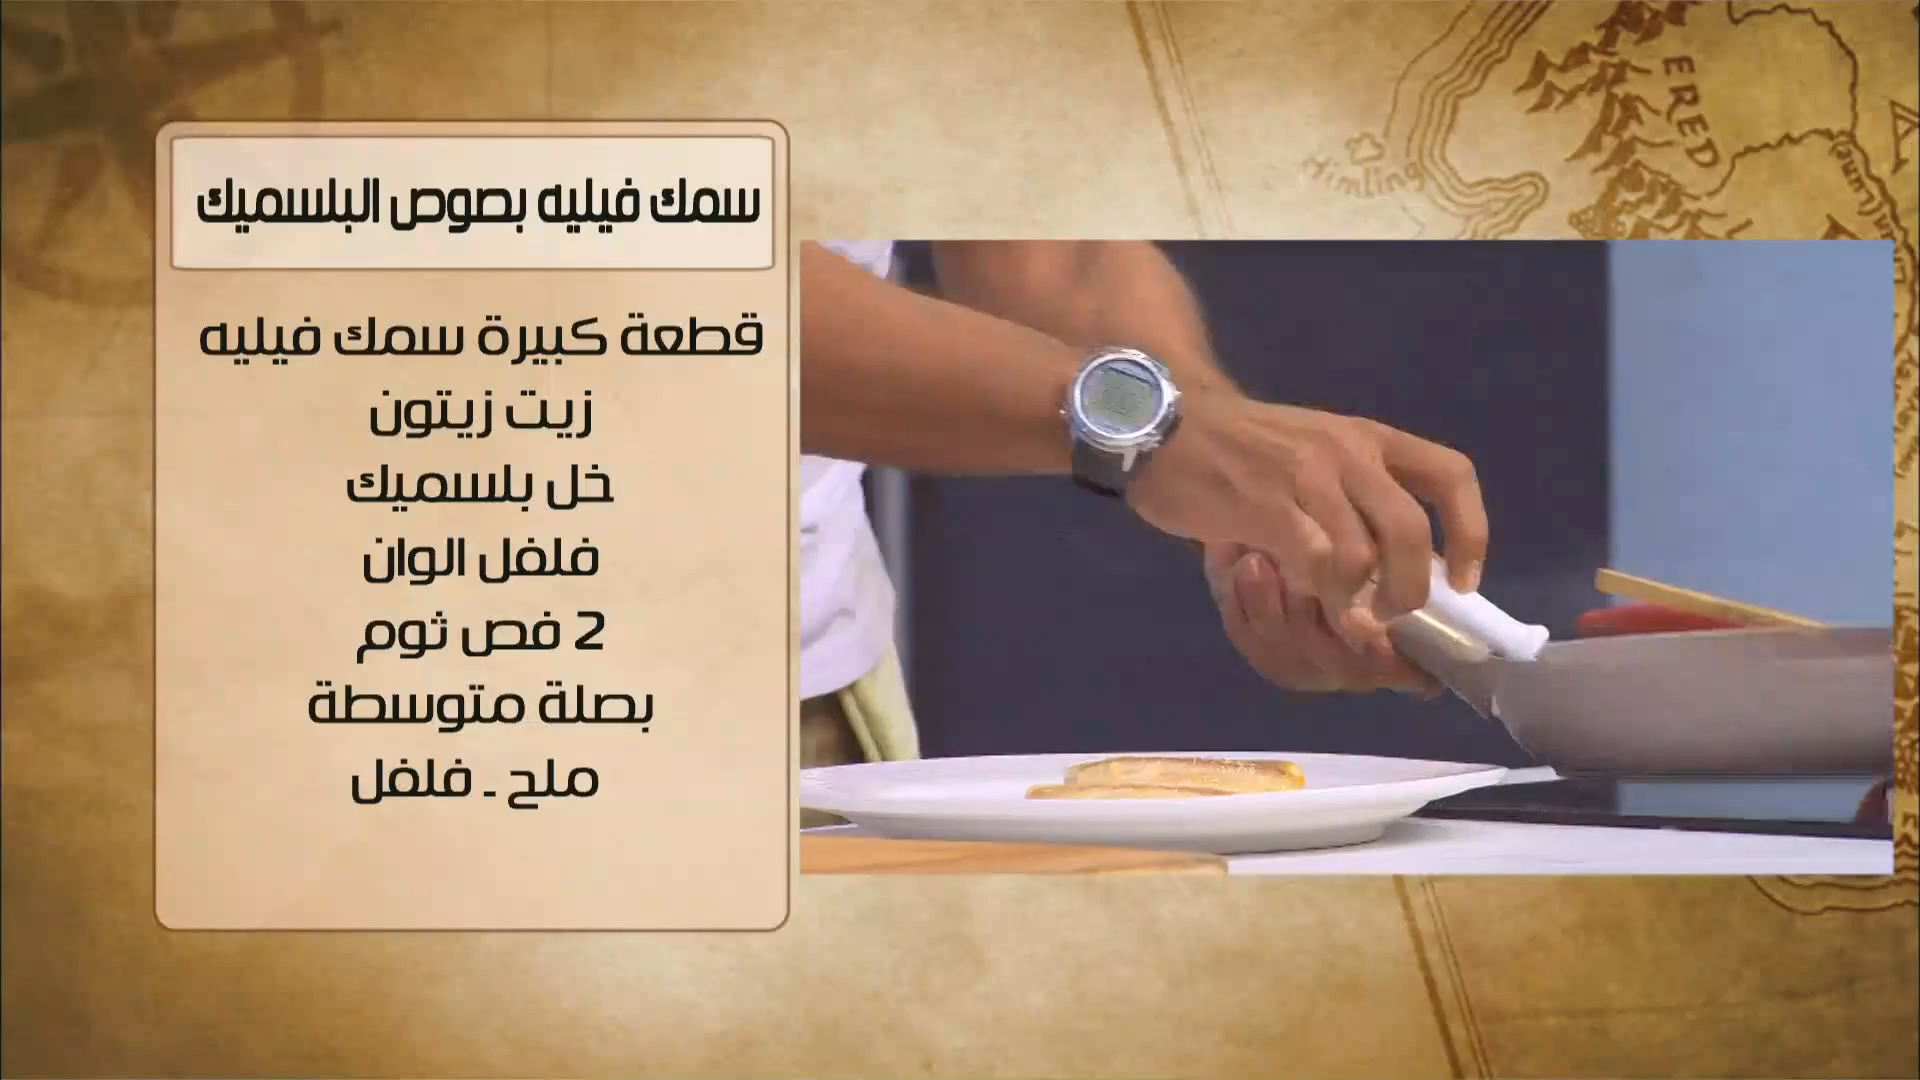 سمك فيليه بصوص البلسميك
قطعة كبيرة سمك فيليه
زيت زيتون
خل بلسميك
فلفل الوان
2 فص ثوم
بصلة متوسطة
ملح - فلفل
ERED
Himling